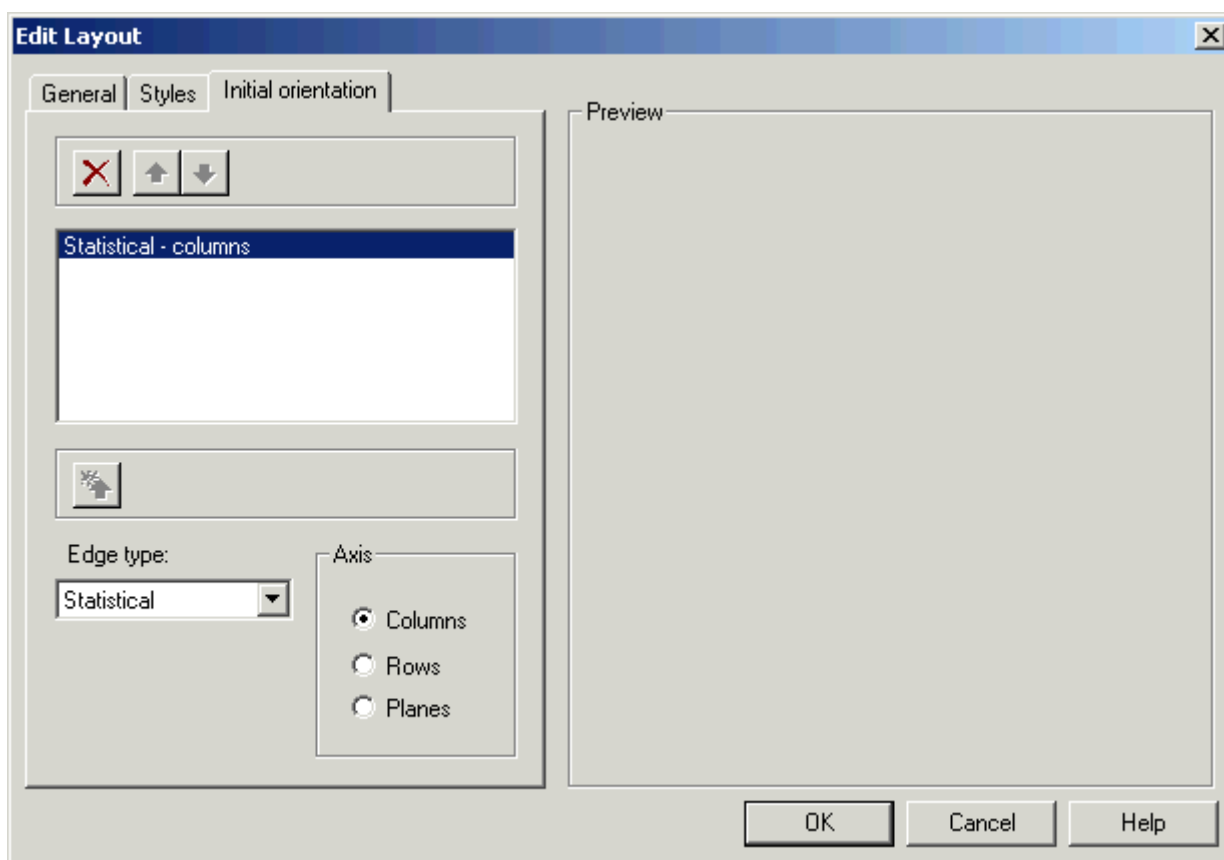 Edit Layout
General
Styles
Initial orientation
Preview
Statistical - columns
Edge type:
Statistical
Axis
Columns
Rows
Planes
OK
Cancel
Help